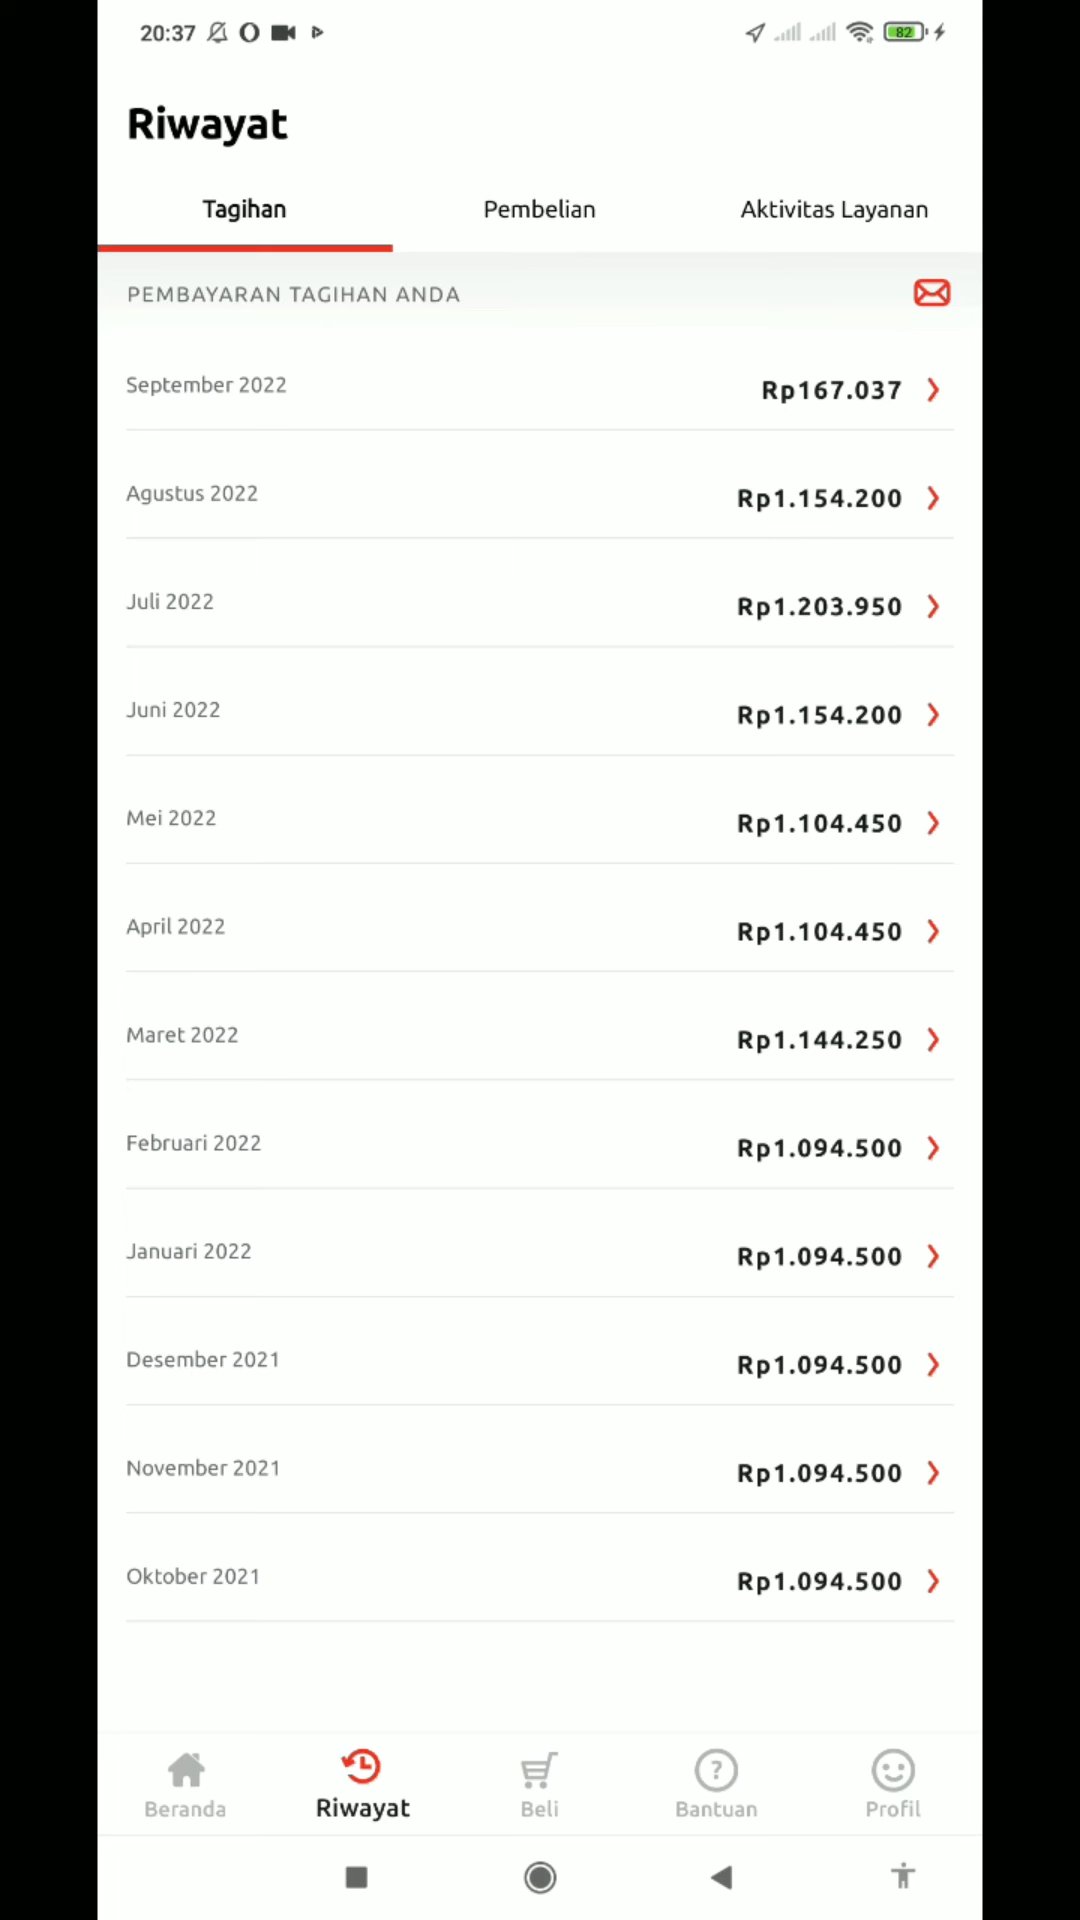 20:37
82
Riwayat
Tagihan
Pembelian
Aktivitas Layanan
PEMBAYARAN TAGIHAN ANDA
September 2022 Rp167.037
Agustus 2022 Rp1.154.200
Juli 2022 Rp1.203.950
Juni 2022 Rp1.154.200
Mei 2022 Rp1.104.450
April 2022 Rp1.104.450
Maret 2022 Rp1.144.250
Februari 2022 Rp1.094.500
Januari 2022 Rp1.094.500
Desember 2021 Rp1.094.500
November 2021 Rp1.094.500
Oktober 2021 Rp1.094.500
Beranda
Riwayat
Beli
Bantuan
Profil